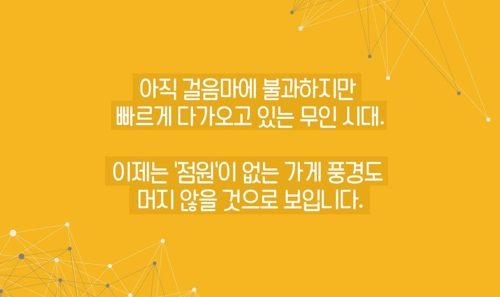 아직 걸음마에 불과하지만
빠르게 다가오고 있는 무인 시대.
이제는 '점원'이 없는 가게 풍경도
머지 않을 것으로 보입니다.